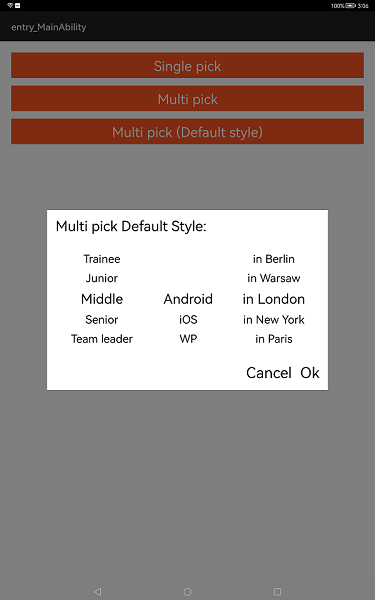 100% 3:06
entry_MainAbility
Single pick
Multi pick
Multi pick (Default style)
Multi pick Default Style:
Trainee in Berlin
Junior in Warsaw
Middle Android in London
Senior iOS in New York
Team leader WP in Paris
Cancel Ok